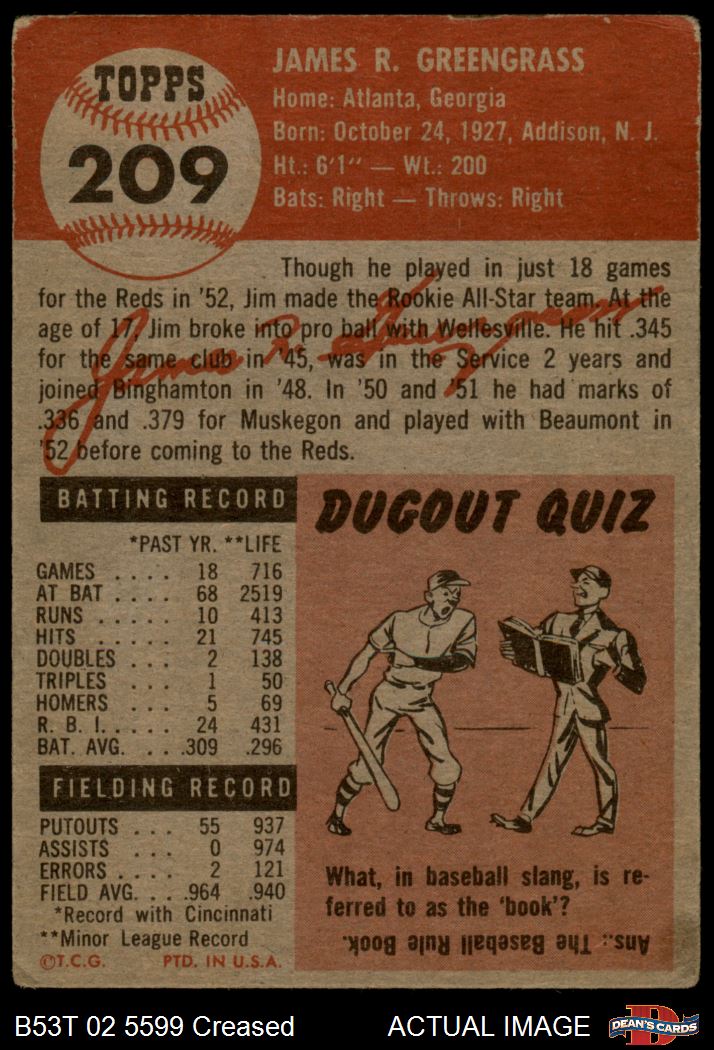 TOPPS
209
JAMES R. GREENGRASS
Home: Atlanta, Georgia
Born: October 24, 1927, Addison, N. J.
Ht.: 6'1" — Wt.: 200
Bats: Right — Throws: Right
Though he played in just 18 games
for the Reds in '52, Jim made the Rookie All-Star team. At the
age of 17, Jim broke into pro ball with Wellesville. He hit .345
for the same club in '45, was in the Service 2 years and
joined Binghamton in '48. In '50 and '51 he had marks of
.336 and .379 for Muskegon and played with Beaumont in
'52 before coming to the Reds.
James R. Greengrass
BATTING RECORD
*PAST YR. **LIFE
GAMES .... 18 716
AT BAT .... 68 2519
RUNS ..... 10 413
HITS ..... 21 745
DOUBLES ... 2 138
TRIPLES ... 1 50
HOMERS ... 5 69
R. B. I. .... 24 431
BAT. AVG. .. .309 .296
FIELDING RECORD
PUTOUTS ... 55 937
ASSISTS ... 0 974
ERRORS .... 2 121
FIELD AVG. ... .964 .940
*Record with Cincinnati
**Minor League Record
©T.C.G. PTD. IN U.S.A.
DUGOUT QUIZ
What, in baseball slang, is re-
ferred to as the 'book'?
Ans.: The Baseball Rule Book.
B53T 02 5599 Creased ACTUAL IMAGE
DEAN'S CARDS